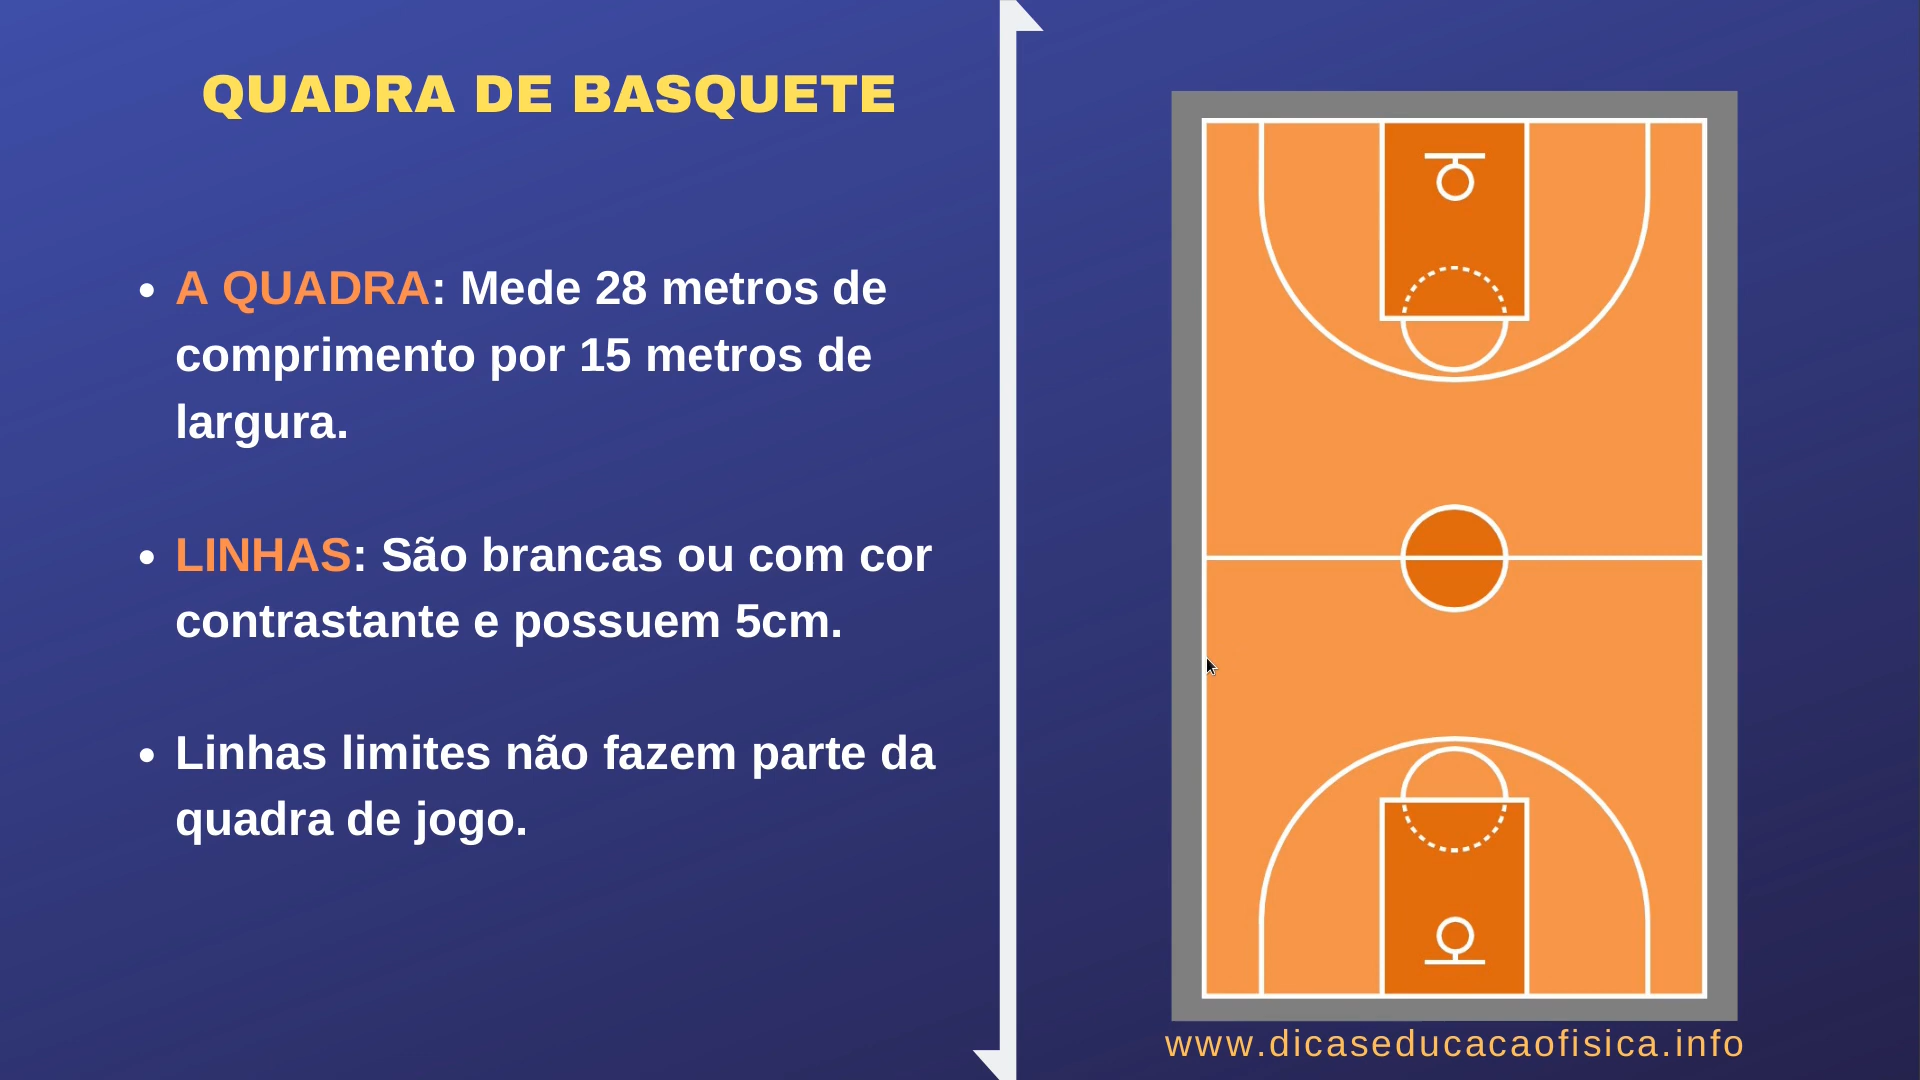 QUADRA DE BASQUETE
• A QUADRA: Mede 28 metros de
comprimento por 15 metros de
largura.
• LINHAS: São brancas ou com cor
contrastante e possuem 5cm.
• Linhas limites não fazem parte da
quadra de jogo.
www.dicaseducacaofisica.info